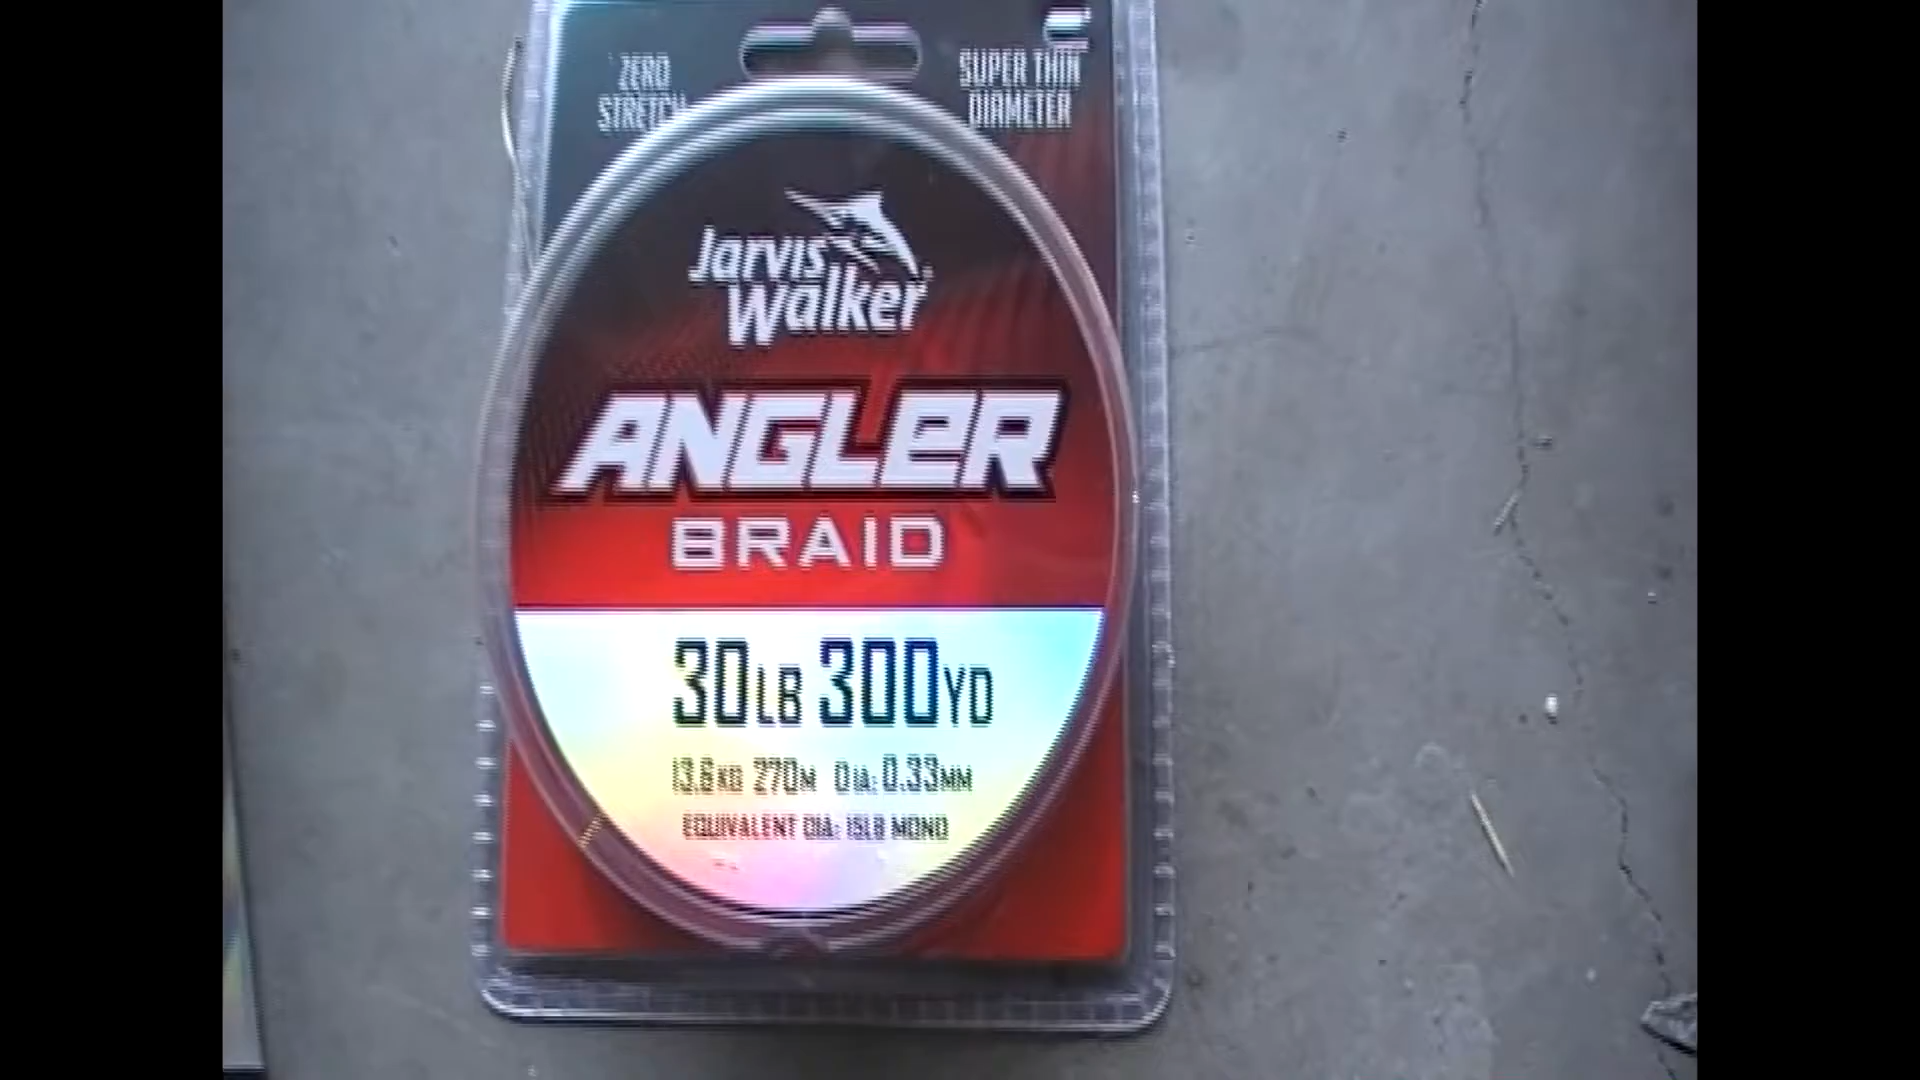 ZERO
STRETCH
SUPER THIN
DIAMETER
Jarvis
Walker
ANGLER
BRAID
30LB 300YD
13.6KG 270M DIA: 0.33MM
EQUIVALENT DIA: 15LB MONO